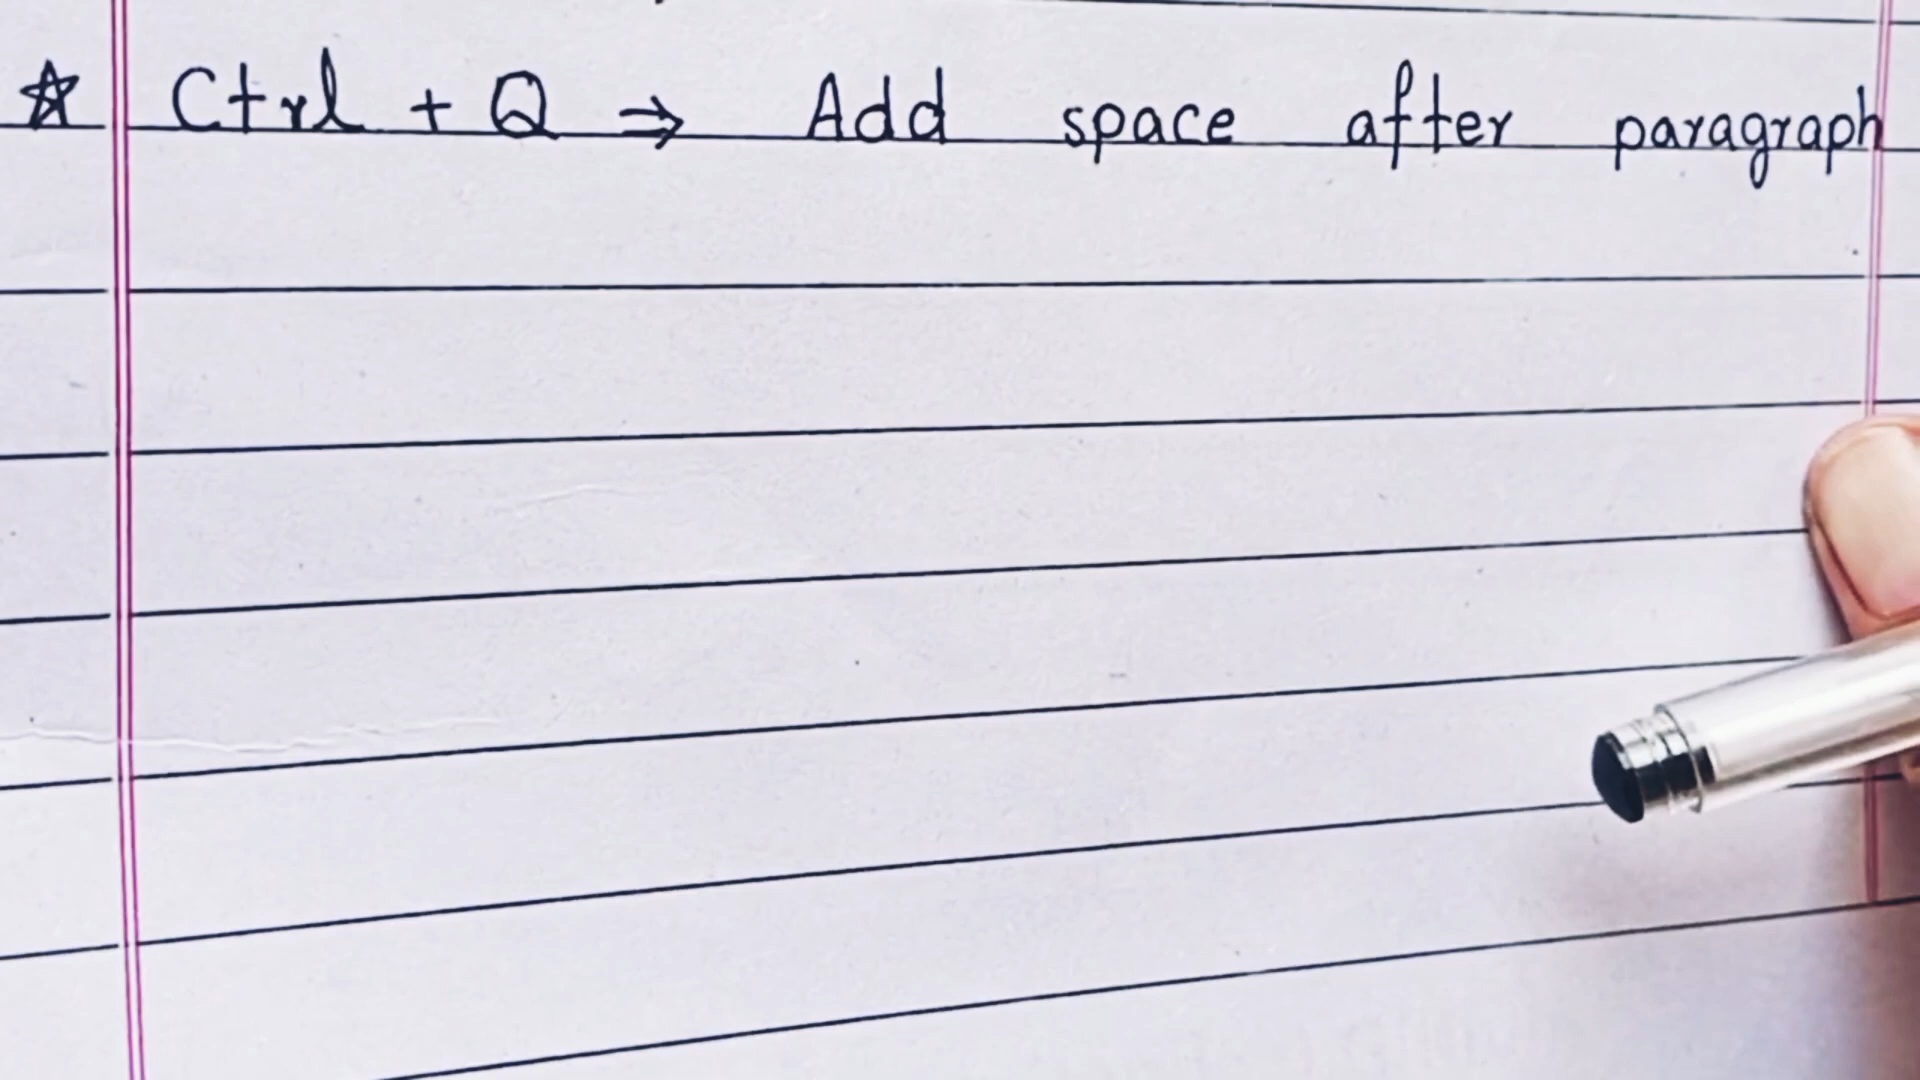 ☆ Ctrl + Q ⇒ Add space after paragraph